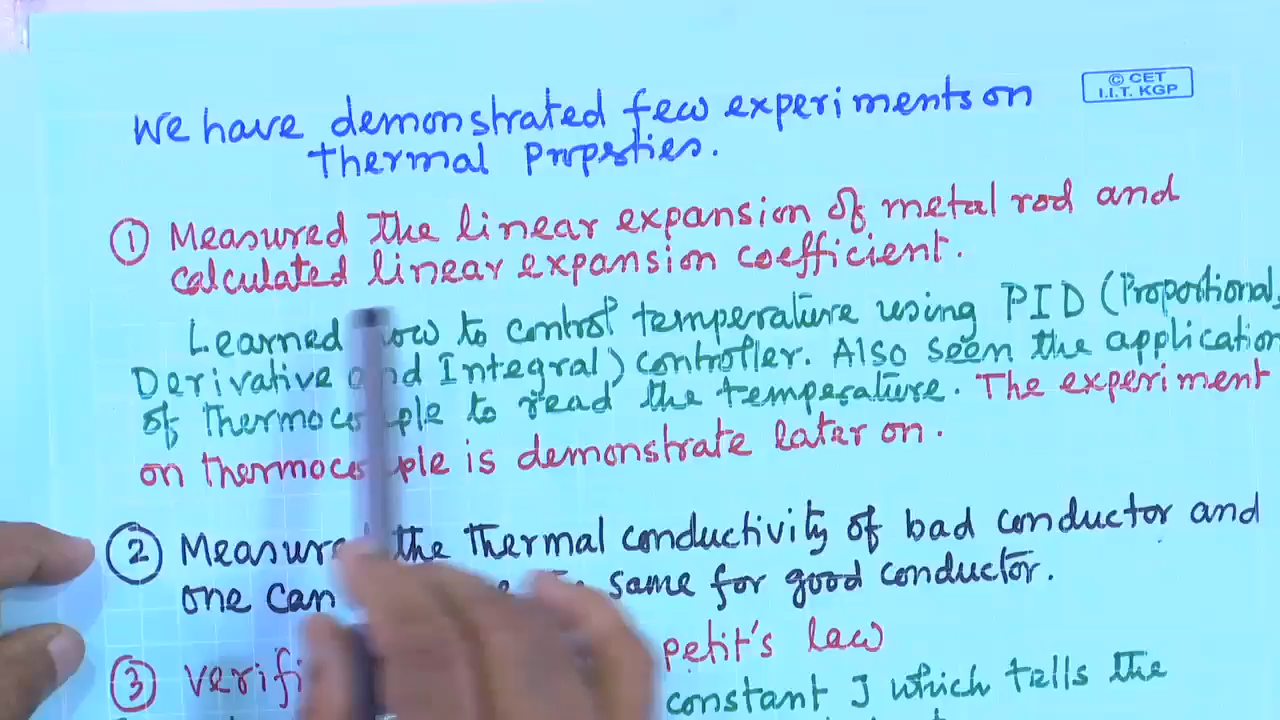 © CET
I.I.T. KGP
We have demonstrated few experiments on
thermal Properties.
① Measured the linear expansion of metal rod and
calculated linear expansion coefficient.
Learned how to control temperature using PID (Proportional,
Derivative and Integral) controller. Also seen the application
of thermocouple to read the temperature. The experiment
on thermocouple is demonstrate later on.
② Measured the thermal conductivity of bad conductor and
one can same for good conductor.
③ verifi petit's law
constant J which tells the